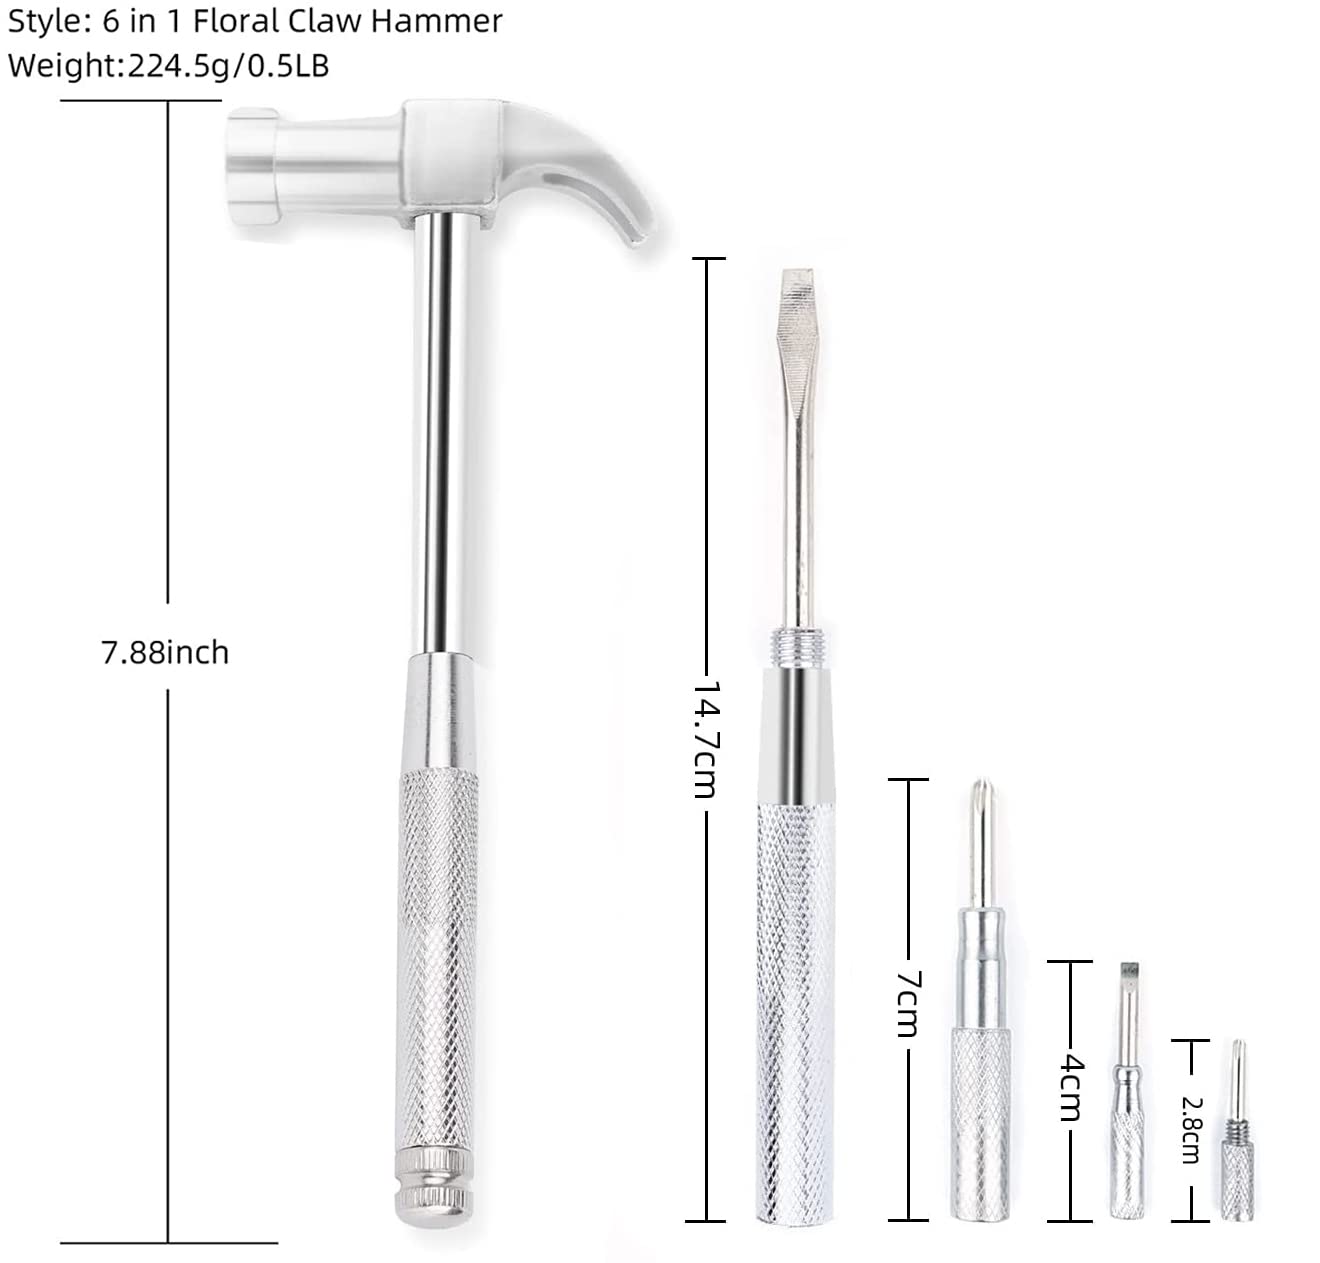 Style: 6 in 1 Floral Claw Hammer
Weight:224.5g/0.5LB
7.88inch
14.7cm
7cm
4cm
2.8cm